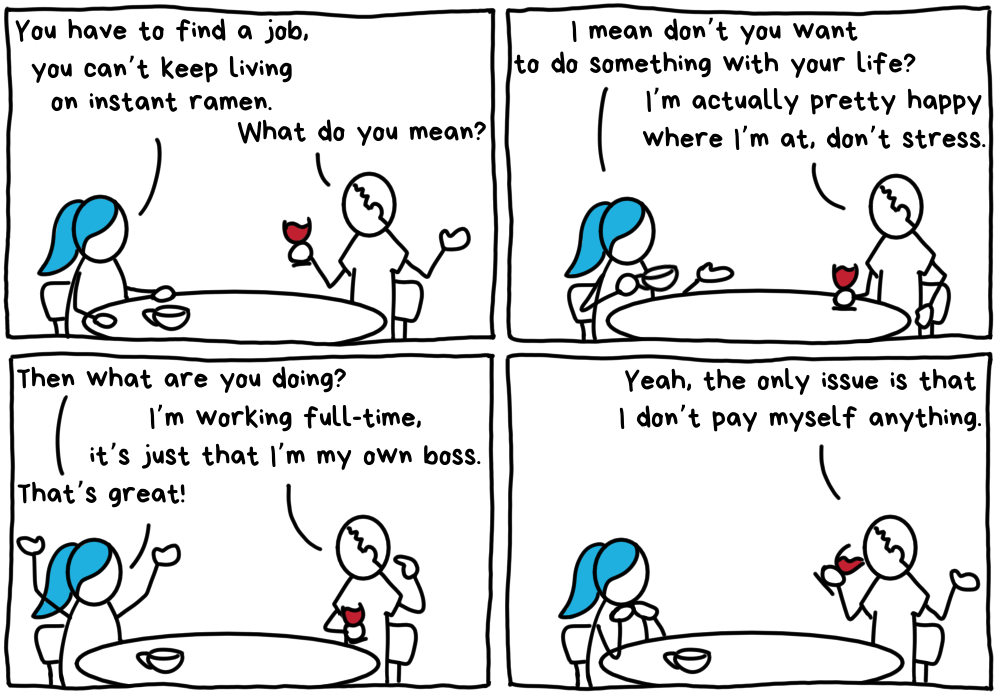 You have to find a job,
you can't keep living
on instant ramen.
What do you mean?
I mean don't you want
to do something with your life?
I'm actually pretty happy
where I'm at, don't stress.
Then what are you doing?
I'm working full-time,
it's just that I'm my own boss.
That's great!
Yeah, the only issue is that
I don't pay myself anything.